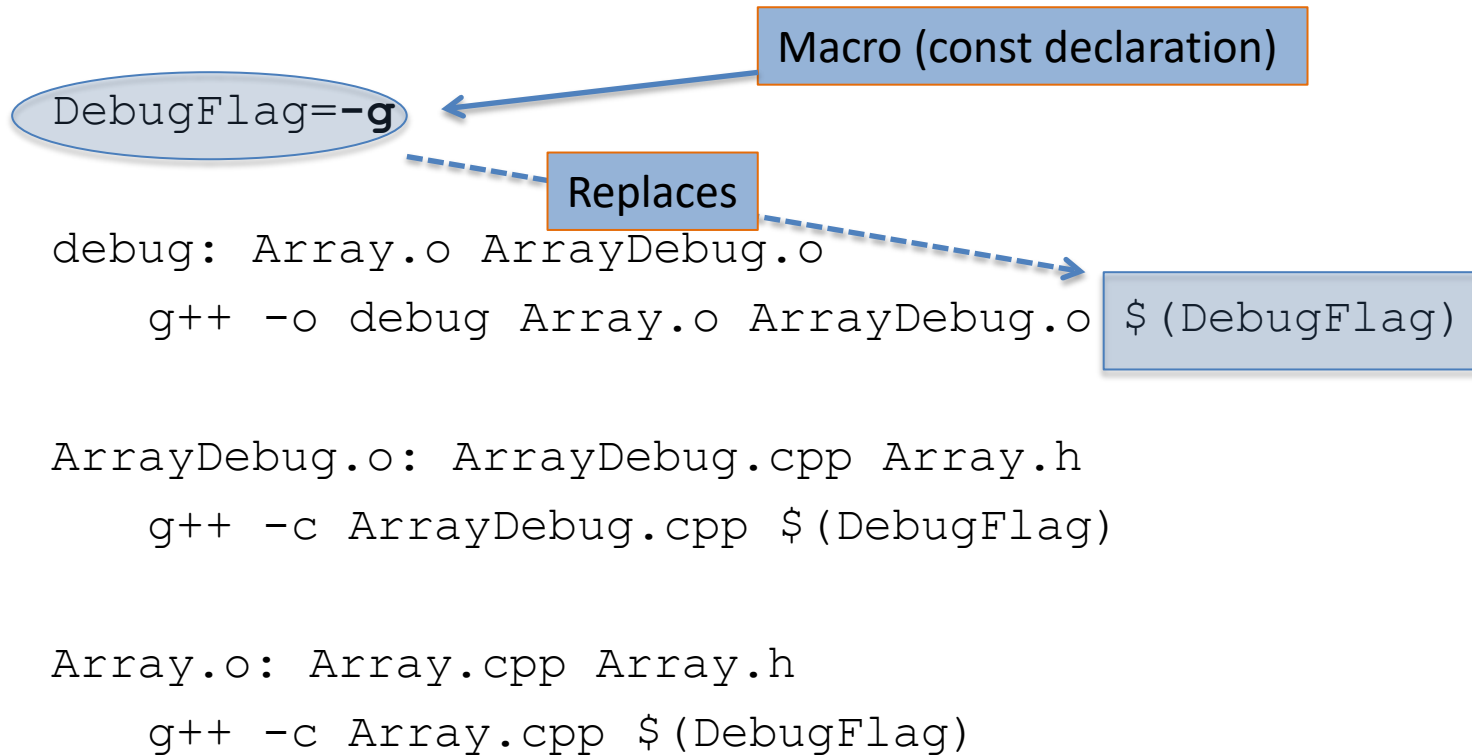 Macro (const declaration)
DebugFlag=-g
Replaces
debug: Array.o ArrayDebug.o
g++ -o debug Array.o ArrayDebug.o $(DebugFlag)
ArrayDebug.o: ArrayDebug.cpp Array.h
g++ -c ArrayDebug.cpp $(DebugFlag)
Array.o: Array.cpp Array.h
g++ -c Array.cpp $(DebugFlag)